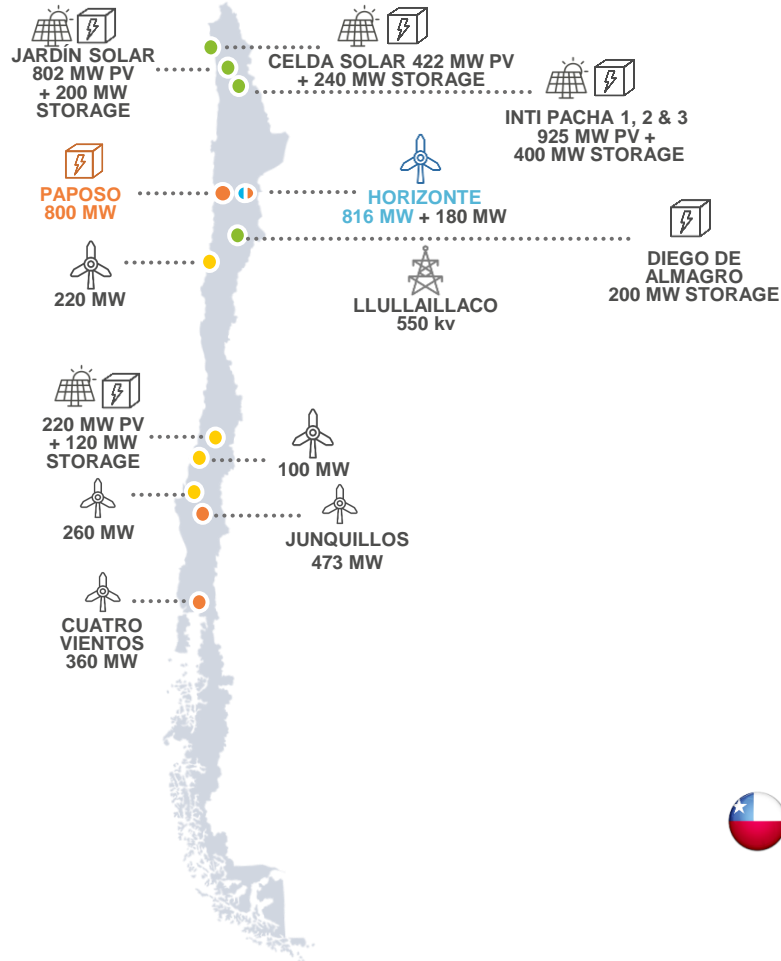 JARDÍN SOLAR
802 MW PV
+ 200 MW
STORAGE
CELDA SOLAR 422 MW PV
+ 240 MW STORAGE
INTI PACHA 1, 2 & 3
925 MW PV +
400 MW STORAGE
PAPOSO
800 MW
HORIZONTE
816 MW + 180 MW
DIEGO DE
ALMAGRO
200 MW STORAGE
220 MW
LLULLAILLACO
550 kv
220 MW PV
+ 120 MW
STORAGE
100 MW
260 MW
JUNQUILLOS
473 MW
CUATRO
VIENTOS
360 MW